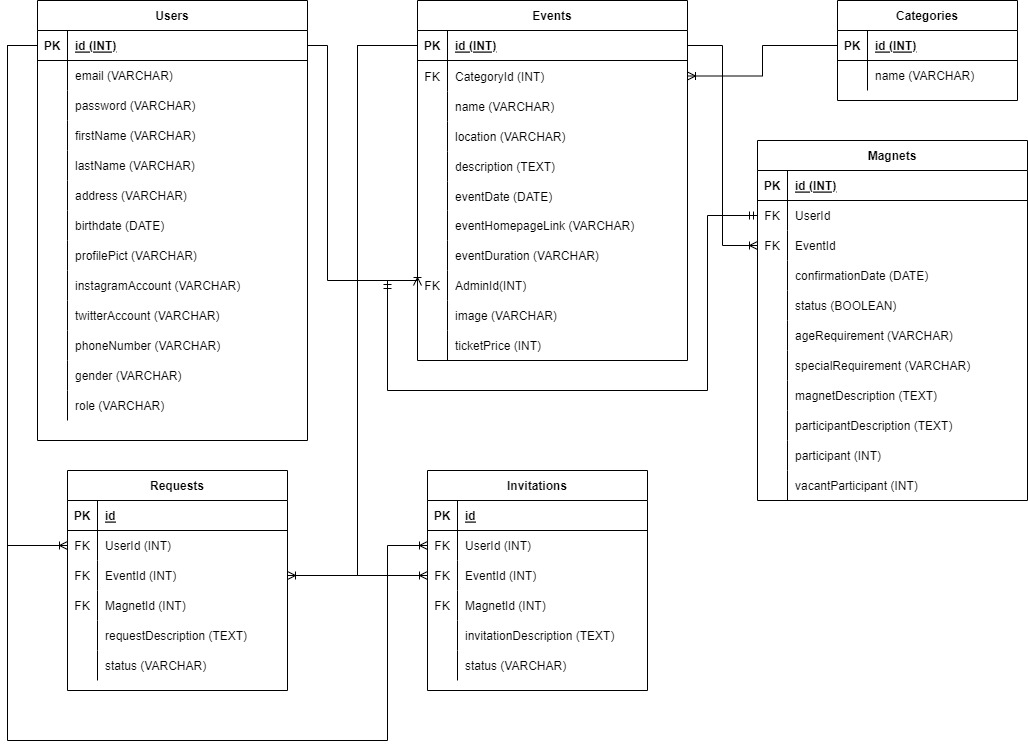 Users
PK id (INT)
email (VARCHAR)
password (VARCHAR)
firstName (VARCHAR)
lastName (VARCHAR)
address (VARCHAR)
birthdate (DATE)
profilePict (VARCHAR)
instagramAccount (VARCHAR)
twitterAccount (VARCHAR)
phoneNumber (VARCHAR)
gender (VARCHAR)
role (VARCHAR)
Events
PK id (INT)
FK CategoryId (INT)
name (VARCHAR)
location (VARCHAR)
description (TEXT)
eventDate (DATE)
eventHomepageLink (VARCHAR)
eventDuration (VARCHAR)
FK AdminId(INT)
image (VARCHAR)
ticketPrice (INT)
Categories
PK id (INT)
name (VARCHAR)
Magnets
PK id (INT)
FK UserId
FK EventId
confirmationDate (DATE)
status (BOOLEAN)
ageRequirement (VARCHAR)
specialRequirement (VARCHAR)
magnetDescription (TEXT)
participantDescription (TEXT)
participant (INT)
vacantParticipant (INT)
Requests
PK id
FK UserId (INT)
FK EventId (INT)
FK MagnetId (INT)
requestDescription (TEXT)
status (VARCHAR)
Invitations
PK id
FK UserId (INT)
FK EventId (INT)
FK MagnetId (INT)
invitationDescription (TEXT)
status (VARCHAR)